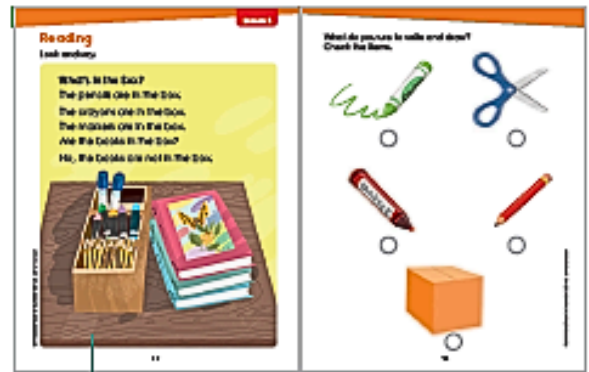 Reading
Look and say.
What's in the box?
The pencils are in the box.
The crayons are in the box.
The markers are in the box.
Are the books in the box?
No, the books are not in the box.
What do you use to write and draw?
Check the items.